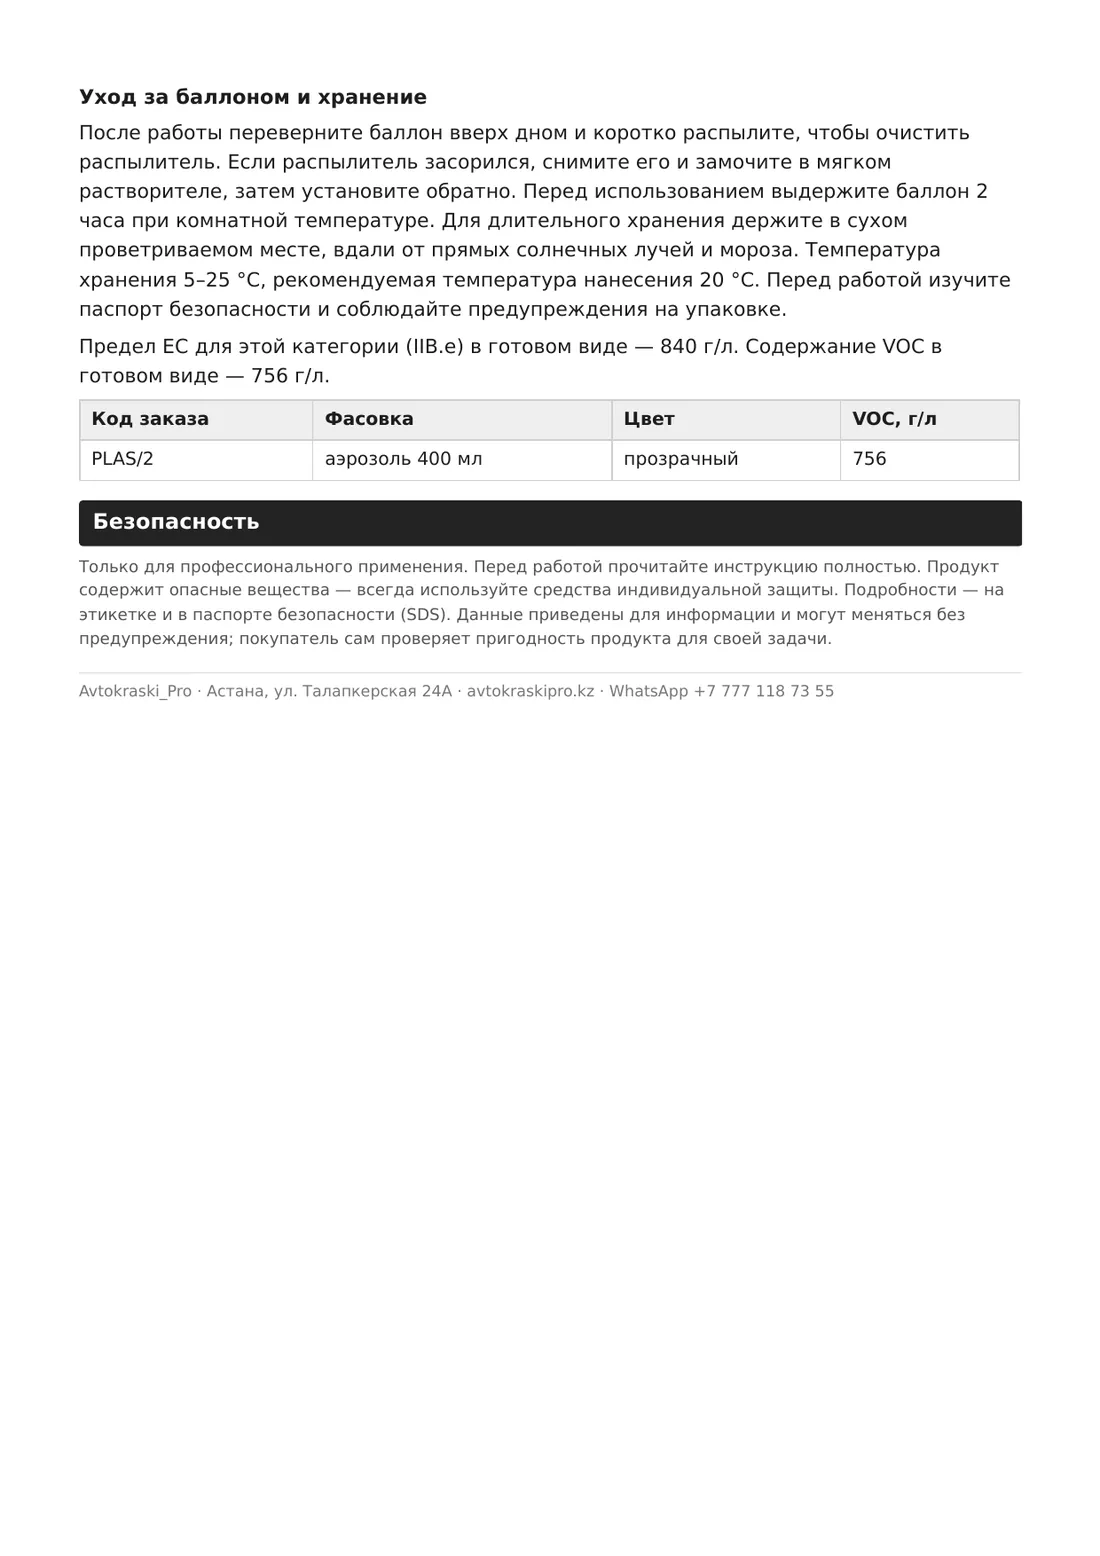 Уход за баллоном и хранение
После работы переверните баллон вверх дном и коротко распылите, чтобы очистить
распылитель. Если распылитель засорился, снимите его и замочите в мягком
растворителе, затем установите обратно. Перед использованием выдержите баллон 2
часа при комнатной температуре. Для длительного хранения держите в сухом
проветриваемом месте, вдали от прямых солнечных лучей и мороза. Температура
хранения 5–25 °C, рекомендуемая температура нанесения 20 °C. Перед работой изучите
паспорт безопасности и соблюдайте предупреждения на упаковке.
Предел ЕС для этой категории (IIB.e) в готовом виде — 840 г/л. Содержание VOC в
готовом виде — 756 г/л.
Код заказа Фасовка Цвет VOC, г/л
PLAS/2 аэрозоль 400 мл прозрачный 756
Безопасность
Только для профессионального применения. Перед работой прочитайте инструкцию полностью. Продукт
содержит опасные вещества — всегда используйте средства индивидуальной защиты. Подробности — на
этикетке и в паспорте безопасности (SDS). Данные приведены для информации и могут меняться без
предупреждения; покупатель сам проверяет пригодность продукта для своей задачи.
Avtokraski_Pro · Астана, ул. Талапкерская 24А · avtokraskipro.kz · WhatsApp +7 777 118 73 55